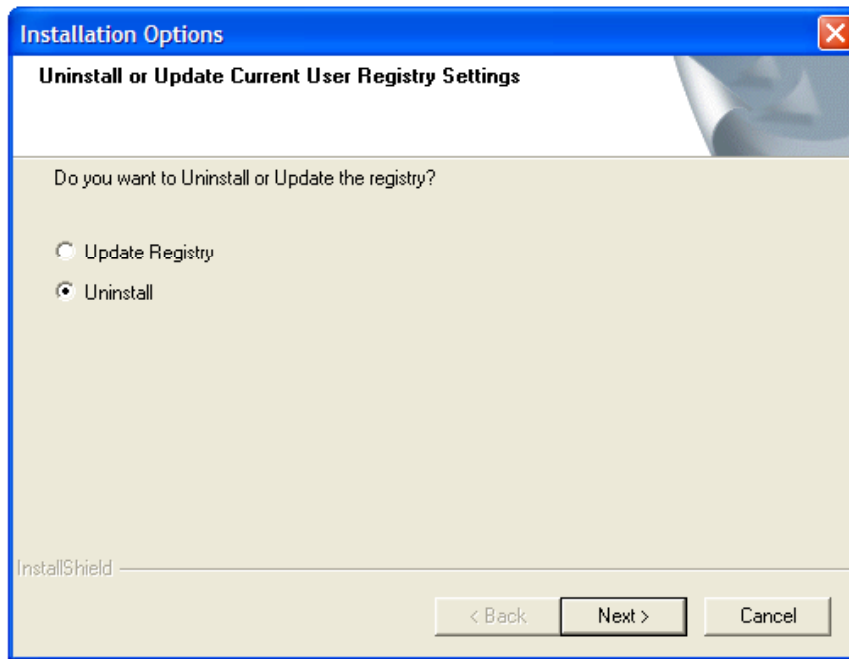 Installation Options
Uninstall or Update Current User Registry Settings
Do you want to Uninstall or Update the registry?
Update Registry
Uninstall
InstallShield
< Back Next > Cancel